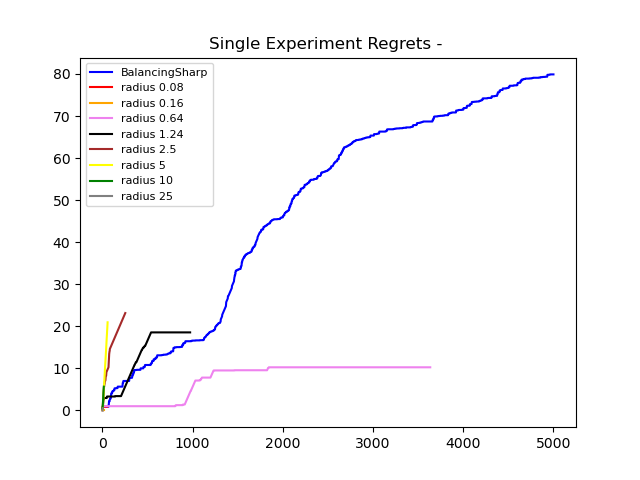 Single Experiment Regrets -
BalancingSharp
radius 0.08
radius 0.16
radius 0.64
radius 1.24
radius 2.5
radius 5
radius 10
radius 25
80
70
60
50
40
30
20
10
0
0 1000 2000 3000 4000 5000